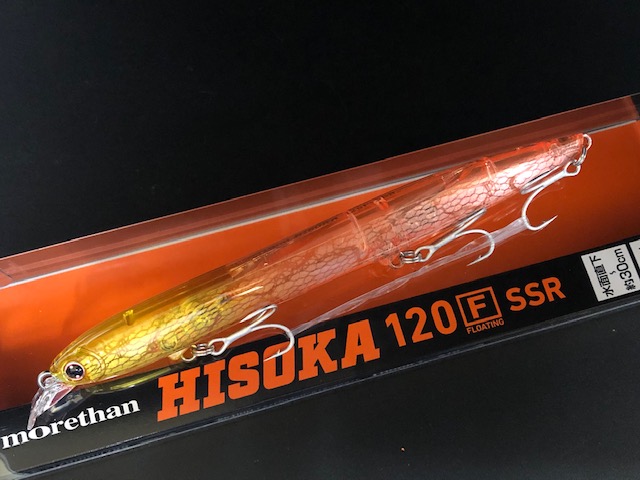 morethan
HISOKA 120 F SSR
FLOATING
水面直下
約30cm